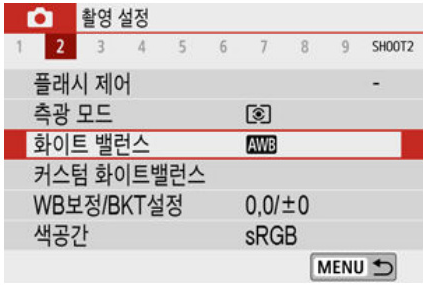 촬영 설정
1 2 3 4 5 6 7 8 9 SHOOT2
플래시 제어 -
측광 모드
화이트 밸런스 AWB
커스텀 화이트밸런스
WB보정/BKT설정 0,0/±0
색공간 sRGB
MENU